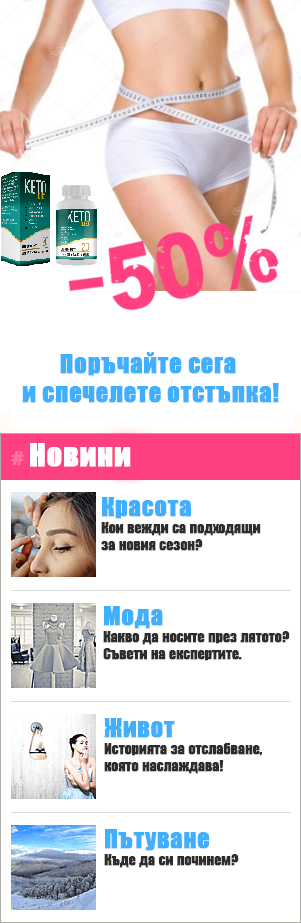 KETO
-50%
Поръчайте сега
и спечелете отстъпка!
# Новини
Красота
Кои вежди са подходящи
за новия сезон?
Мода
Какво да носите през лятото?
Съвети на експертите.
Живот
Историята за отслабване,
която наслаждава!
Пътуване
Къде да си починем?